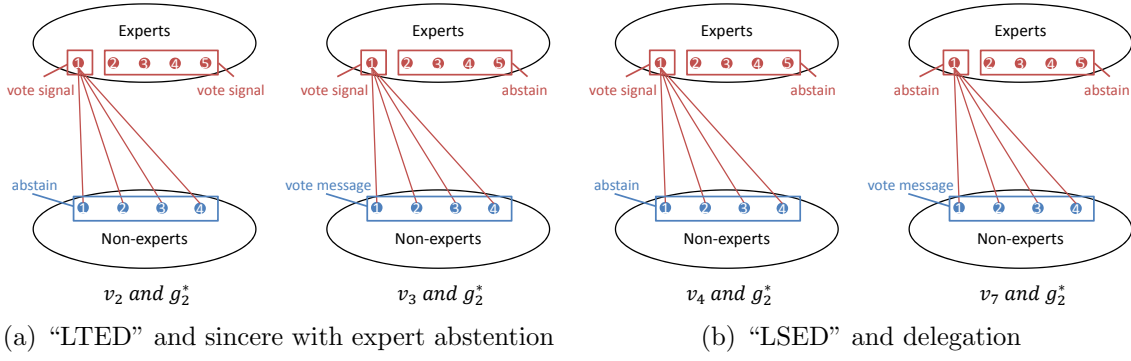 Experts Experts Experts Experts
1 2 3 4 5 1 2 3 4 5 1 2 3 4 5 1 2 3 4 5
vote signal vote signal vote signal abstain vote signal abstain abstain abstain
abstain vote message abstain vote message
1 2 3 4 1 2 3 4 1 2 3 4 1 2 3 4
Non-experts Non-experts Non-experts Non-experts
v₂ and g₂* v₃ and g₂* v₄ and g₂* v₇ and g₂*
(a) “LTED” and sincere with expert abstention (b) “LSED” and delegation